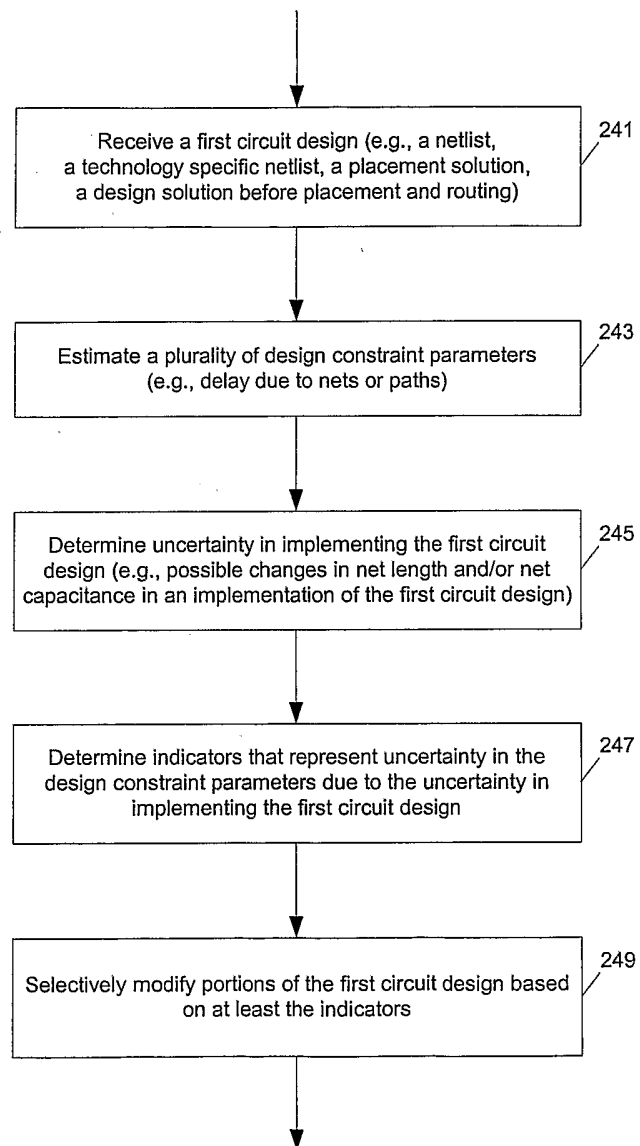 Receive a first circuit design (e.g., a netlist,
a technology specific netlist, a placement solution,
a design solution before placement and routing)
241
Estimate a plurality of design constraint parameters
(e.g., delay due to nets or paths)
243
Determine uncertainty in implementing the first circuit
design (e.g., possible changes in net length and/or net
capacitance in an implementation of the first circuit design)
245
Determine indicators that represent uncertainty in the
design constraint parameters due to the uncertainty in
implementing the first circuit design
247
Selectively modify portions of the first circuit design based
on at least the indicators
249